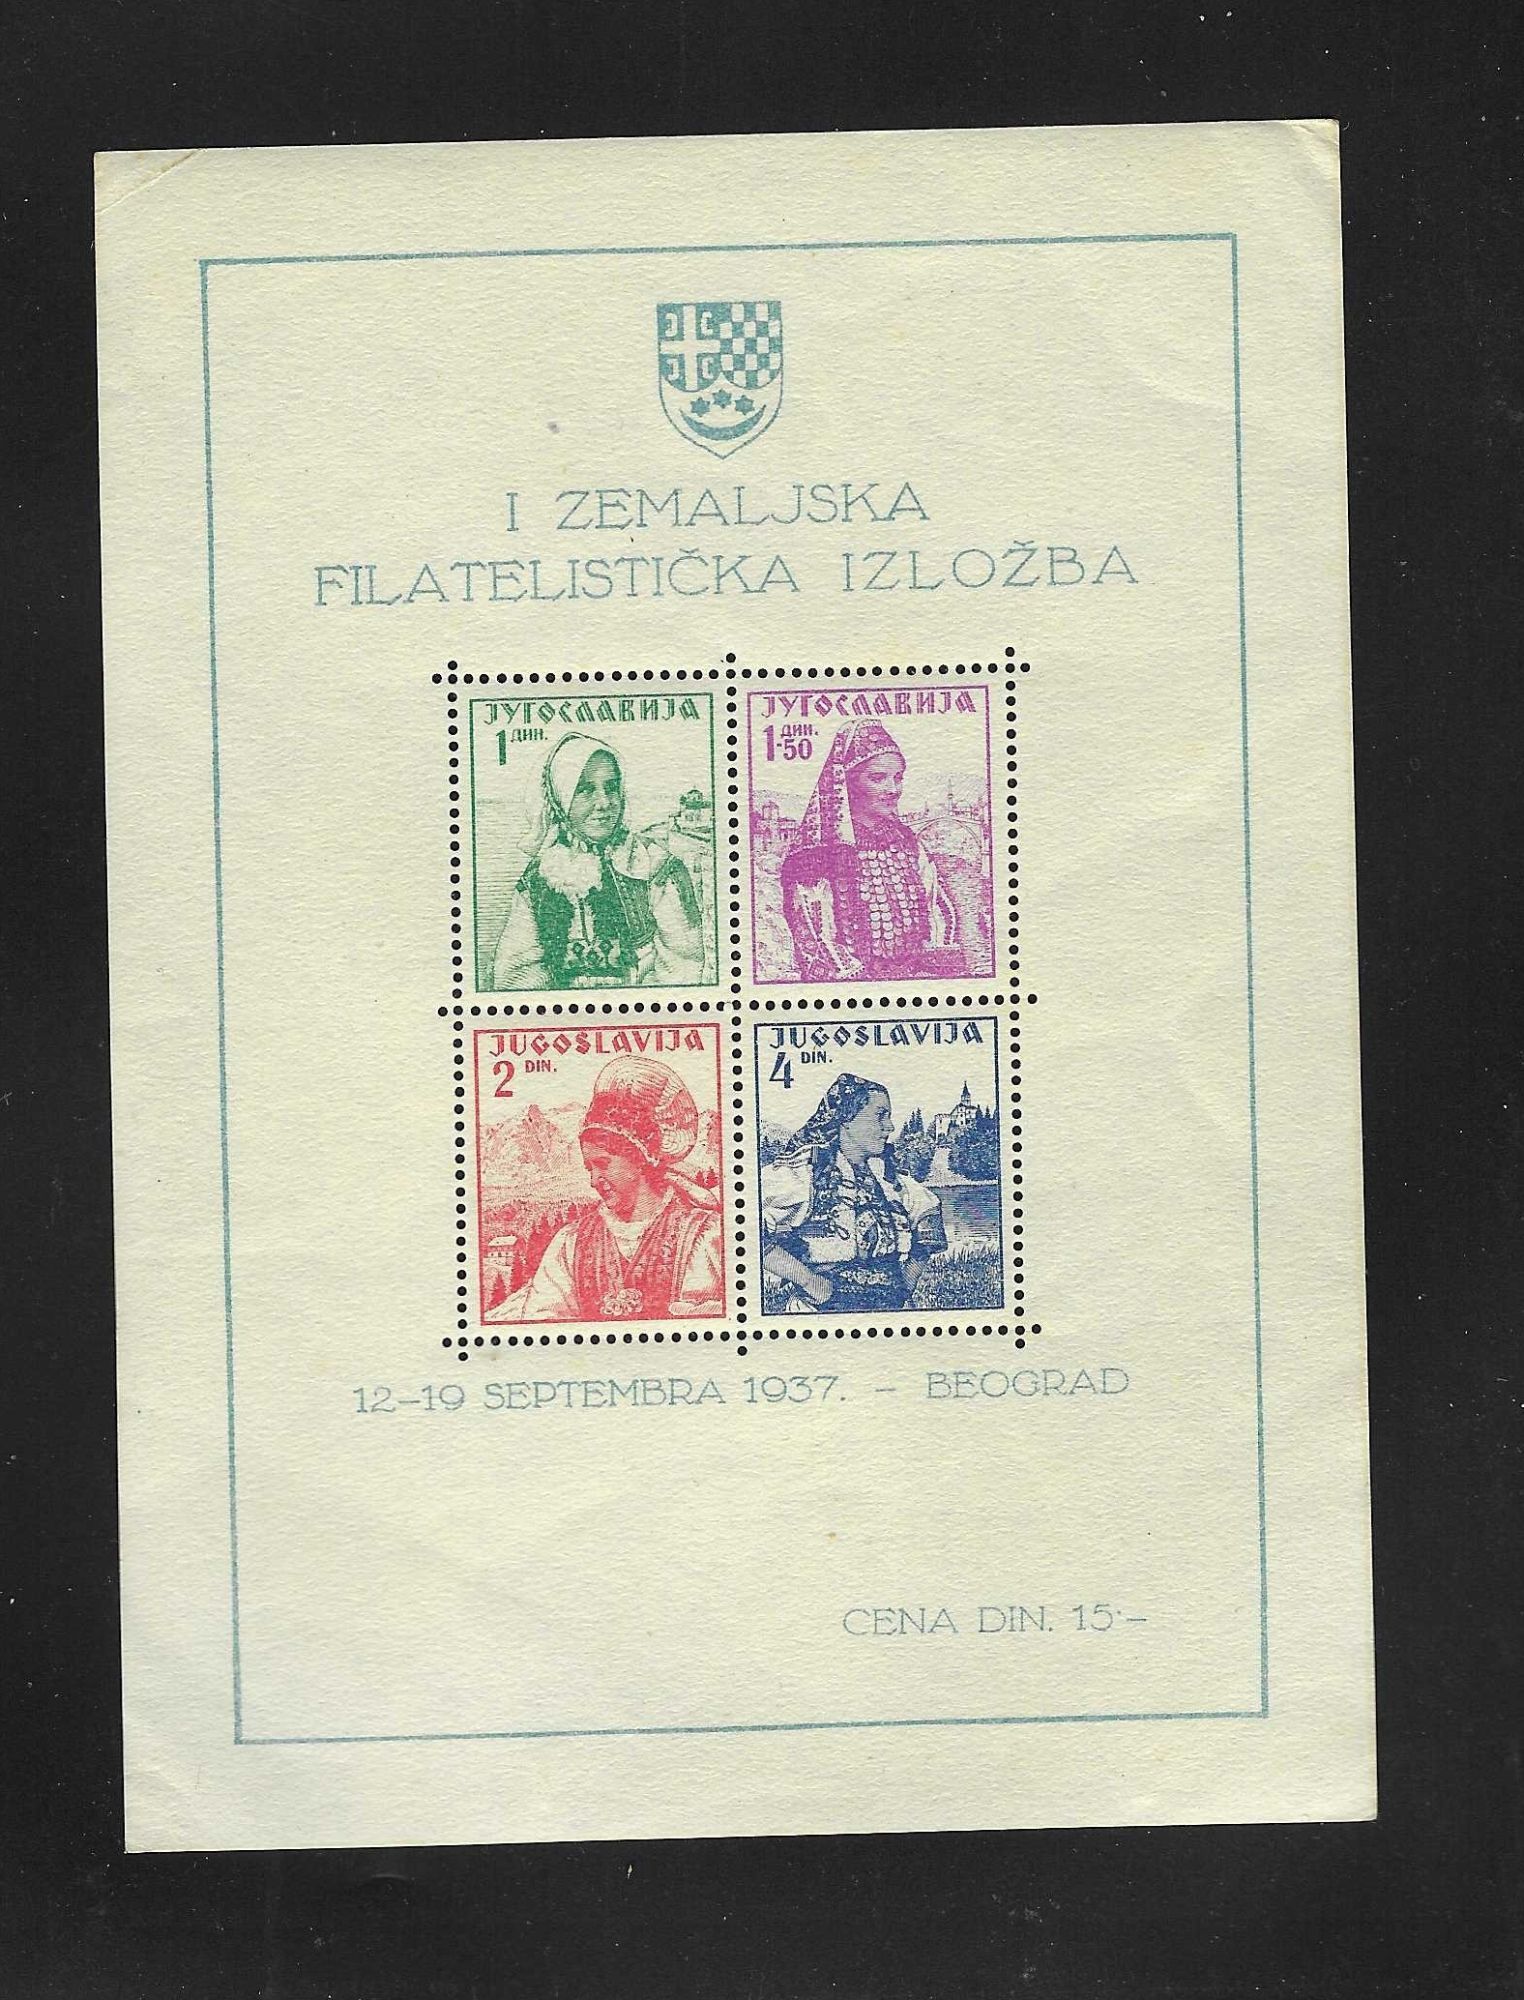 J C
J C
I ZEMALJSKA
FILATELISTIČKA IZLOŽBA
ЈУГОСЛАВИЈА
1 ДИН.
ЈУГОСЛАВИЈА
1·50 ДИН.
JUGOSLAVIJA
2 DIN.
JUGOSLAVIJA
4 DIN.
12–19 SEPTEMBRA 1937. – BEOGRAD
CENA DIN. 15·–